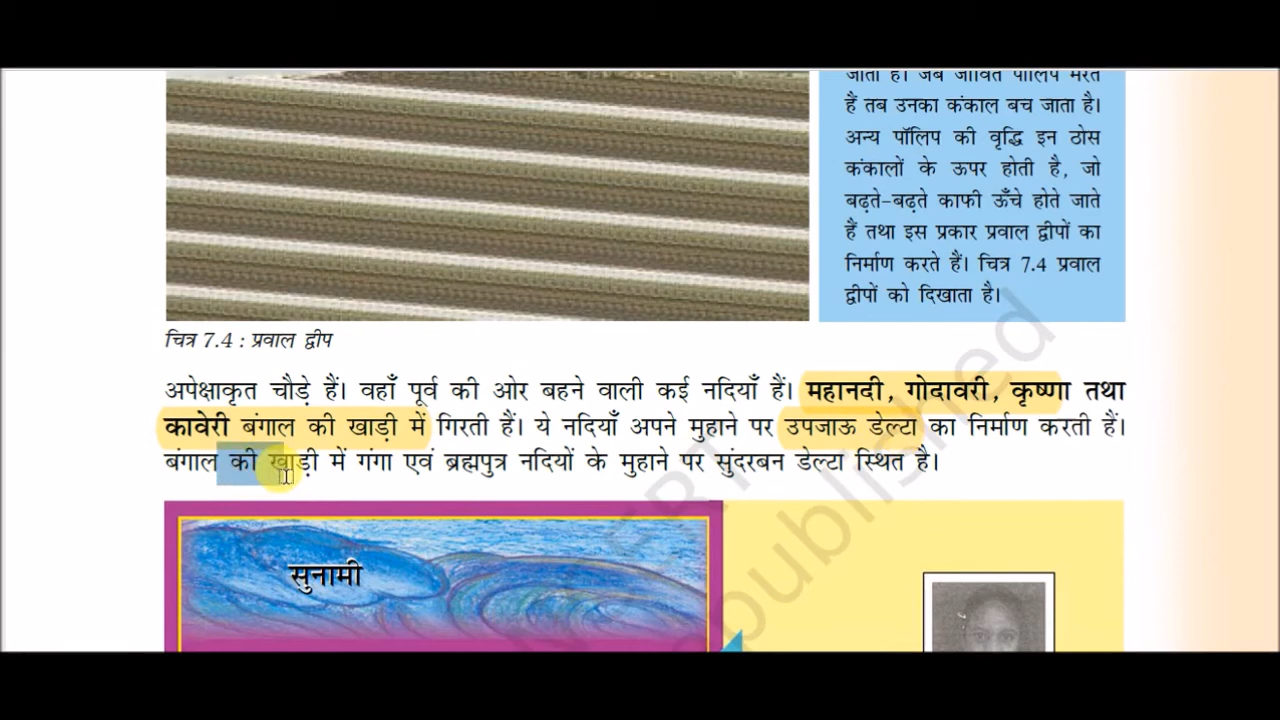 जाता है। जब जीवित पॉलिप मरते
हैं तब उनका कंकाल बच जाता है।
अन्य पॉलिप की वृद्धि इन ठोस
कंकालों के ऊपर होती है, जो
बढ़ते-बढ़ते काफी ऊँचे होते जाते
हैं तथा इस प्रकार प्रवाल द्वीपों का
निर्माण करते हैं। चित्र 7.4 प्रवाल
द्वीपों को दिखाता है।
चित्र 7.4 : प्रवाल द्वीप
अपेक्षाकृत चौड़े हैं। वहाँ पूर्व की ओर बहने वाली कई नदियाँ हैं। महानदी, गोदावरी, कृष्णा तथा
कावेरी बंगाल की खाड़ी में गिरती हैं। ये नदियाँ अपने मुहाने पर उपजाऊ डेल्टा का निर्माण करती हैं।
बंगाल की खाड़ी में गंगा एवं ब्रह्मपुत्र नदियों के मुहाने पर सुंदरबन डेल्टा स्थित है।
सुनामी